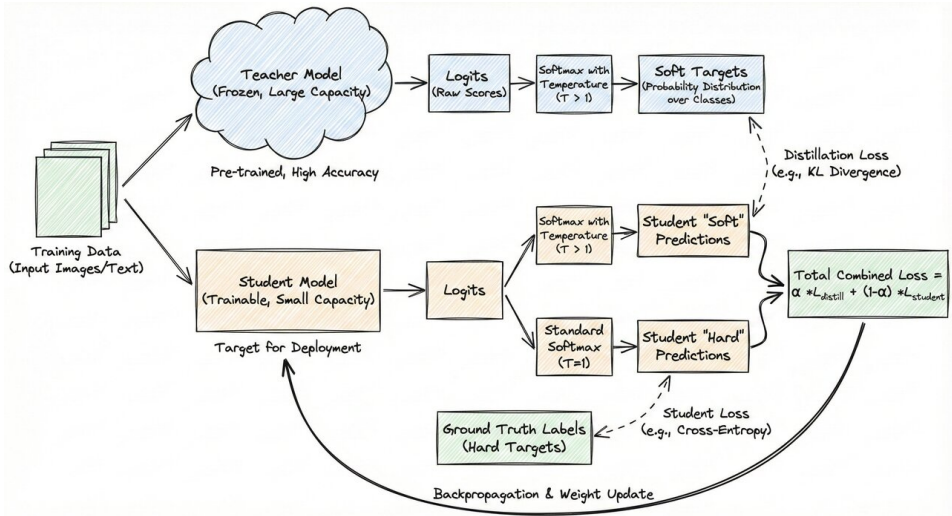 Teacher Model
(Frozen, Large Capacity)
Pre-trained, High Accuracy
Logits
(Raw Scores)
Softmax with
Temperature
(T > 1)
Soft Targets
(Probability Distribution
over Classes)
Distillation Loss
(e.g., KL Divergence)
Training Data
(Input Images/Text)
Student Model
(Trainable, Small Capacity)
Target for Deployment
Logits
Softmax with
Temperature
(T > 1)
Student "Soft"
Predictions
Standard
Softmax
(T=1)
Student "Hard"
Predictions
Total Combined Loss =
α *L_distill + (1-α) *L_student
Ground Truth Labels
(Hard Targets)
Student Loss
(e.g., Cross-Entropy)
Backpropagation & Weight Update